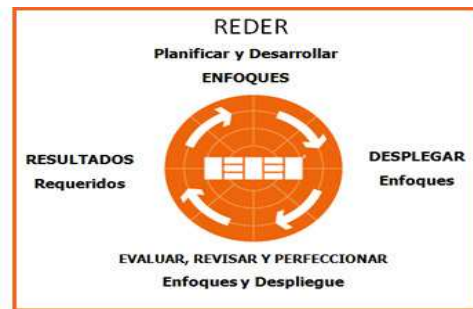 REDER
Planificar y Desarrollar
ENFOQUES
RESULTADOS
Requeridos
DESPLEGAR
Enfoques
EVALUAR, REVISAR Y PERFECCIONAR
Enfoques y Despliegue